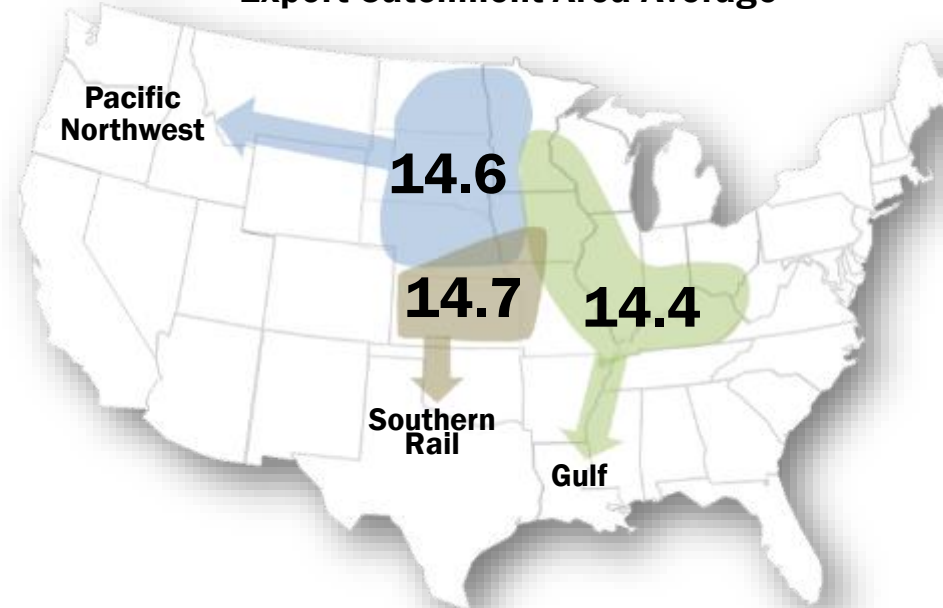 Export Catchment Area Average
Pacific
Northwest
14.6
14.7
14.4
Southern
Rail
Gulf